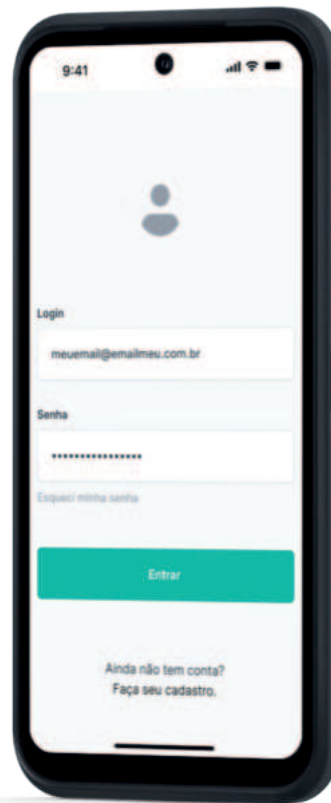 9:41
Login
meuemail@emailmeu.com.br
Senha
****************
Esqueci minha senha
Entrar
Ainda não tem conta?
Faça seu cadastro.